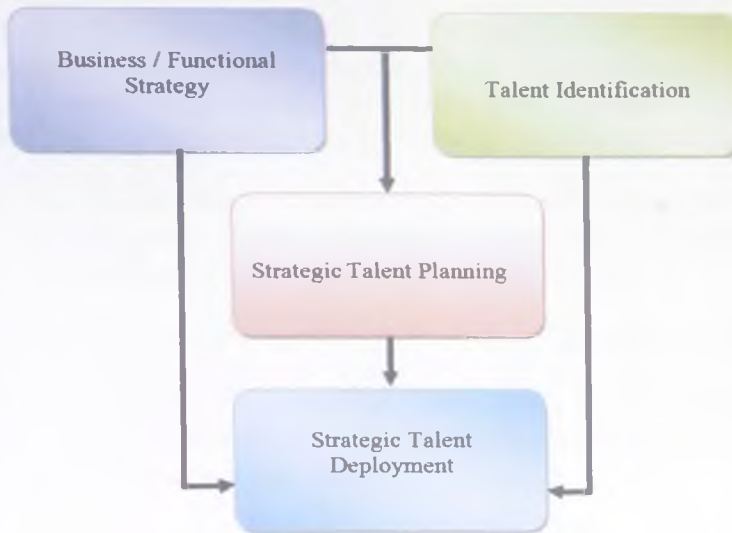 Business / Functional
Strategy
Talent Identification
Strategic Talent Planning
Strategic Talent
Deployment